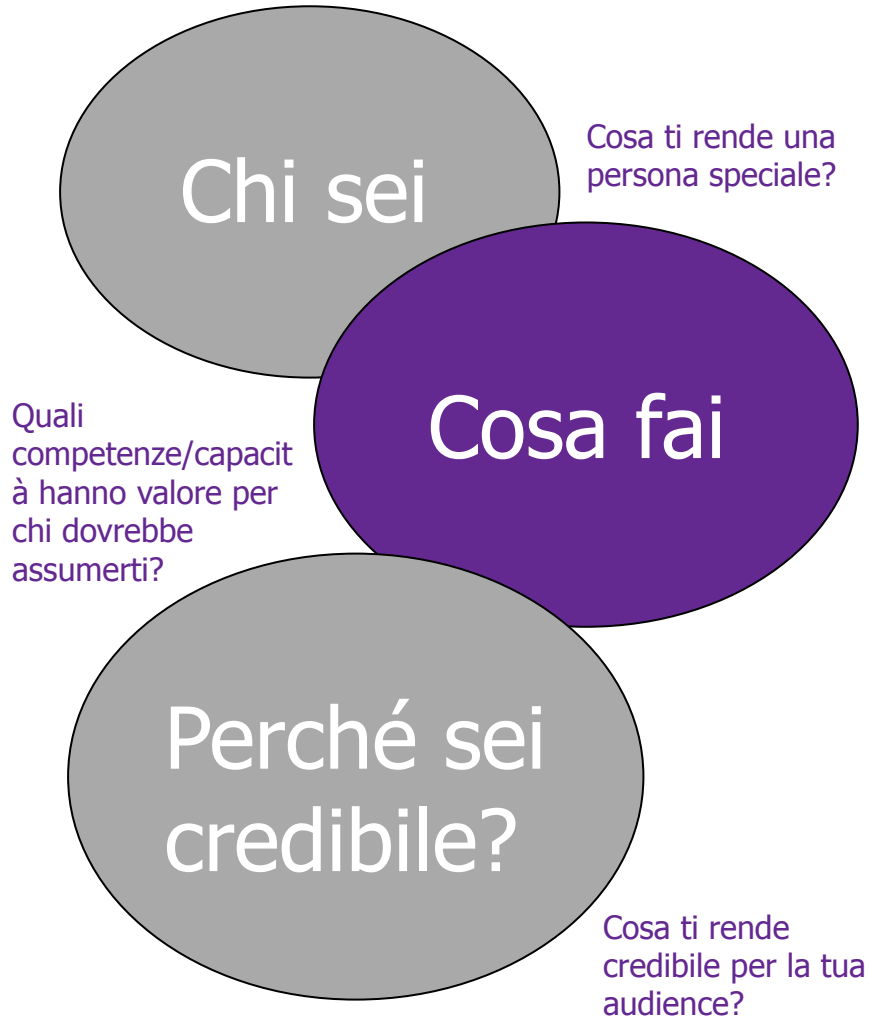 Chi sei
Cosa ti rende una
persona speciale?
Cosa fai
Quali
competenze/capacit
à hanno valore per
chi dovrebbe
assumerti?
Perché sei
credibile?
Cosa ti rende
credibile per la tua
audience?